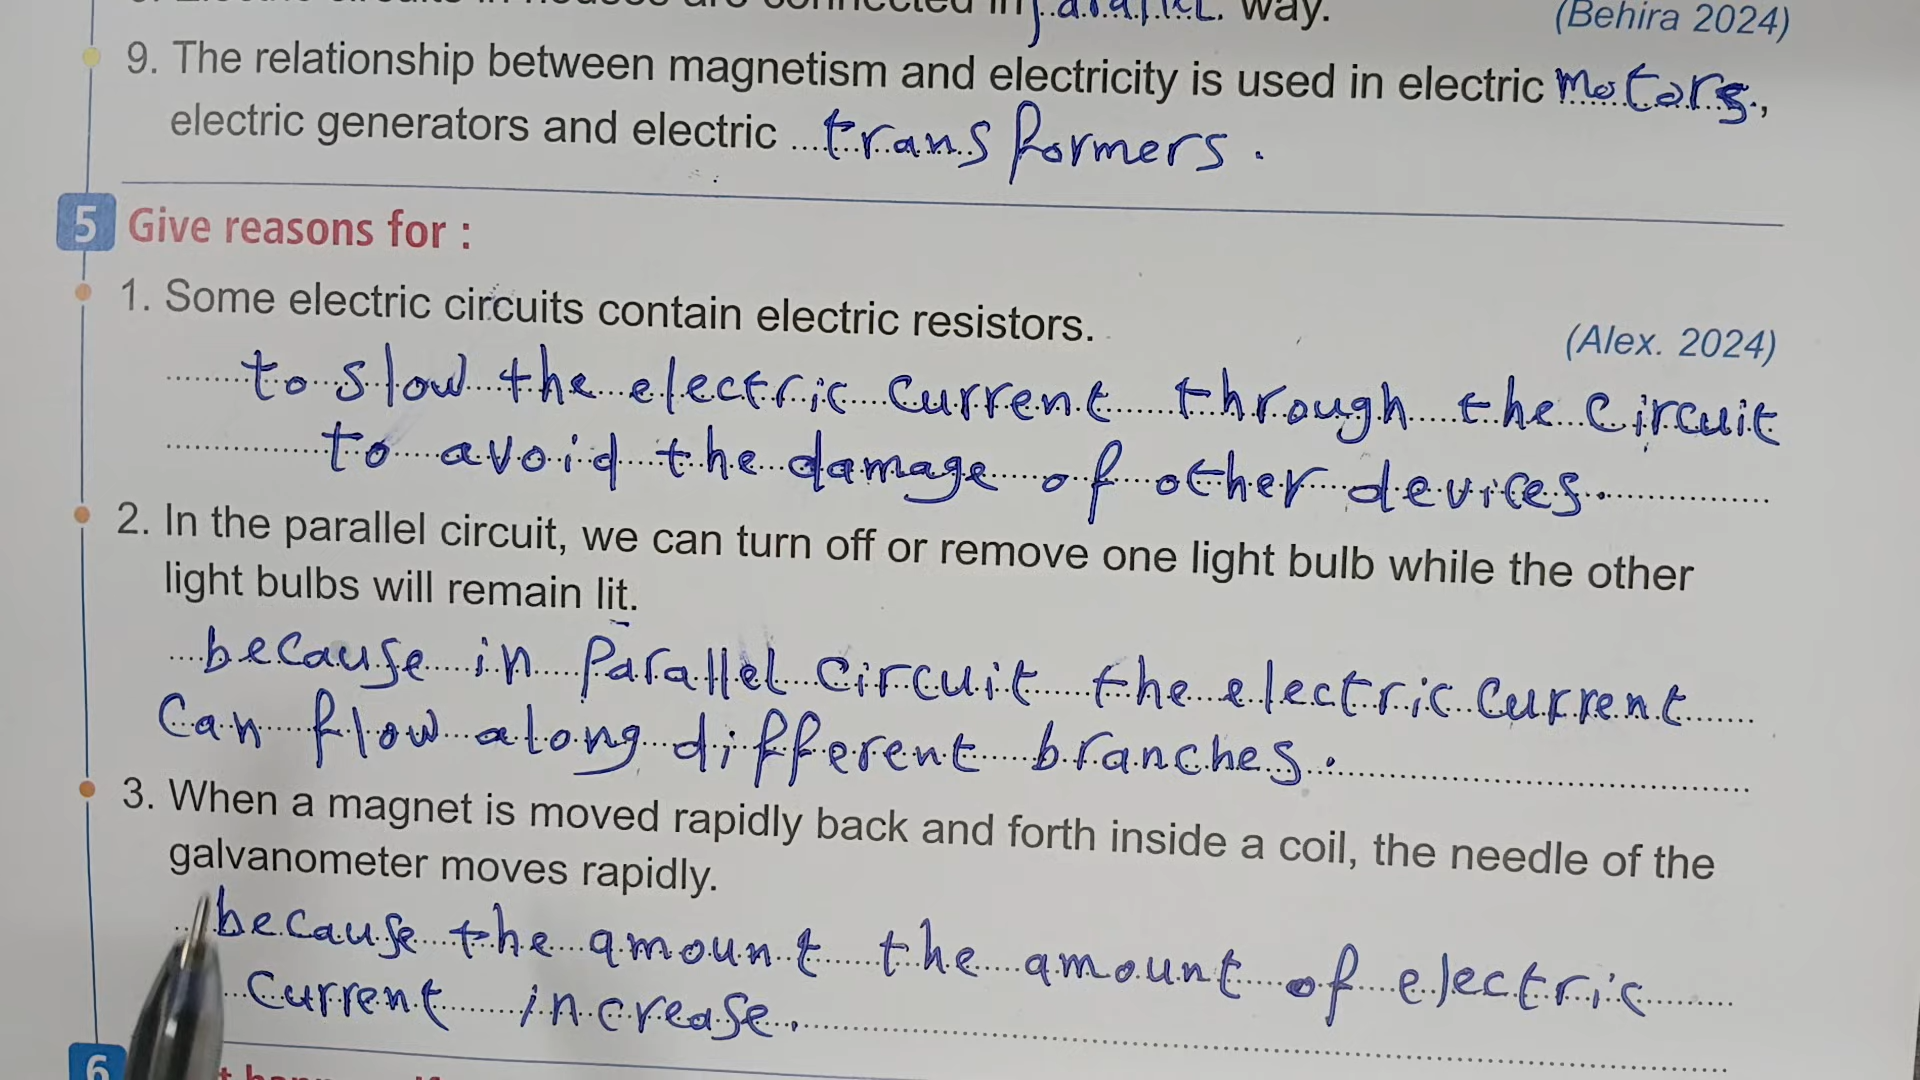 connected in parallel. way.
(Behira 2024)
9. The relationship between magnetism and electricity is used in electric motors,
electric generators and electric transformers.
5 Give reasons for :
1. Some electric circuits contain electric resistors.
(Alex. 2024)
to slow the electric current through the circuit
to avoid the damage of other devices.
2. In the parallel circuit, we can turn off or remove one light bulb while the other
light bulbs will remain lit.
because in Parallel circuit the electric current
Can flow along different branches.
3. When a magnet is moved rapidly back and forth inside a coil, the needle of the
galvanometer moves rapidly.
because the amount the amount of electric
Current increase.
6